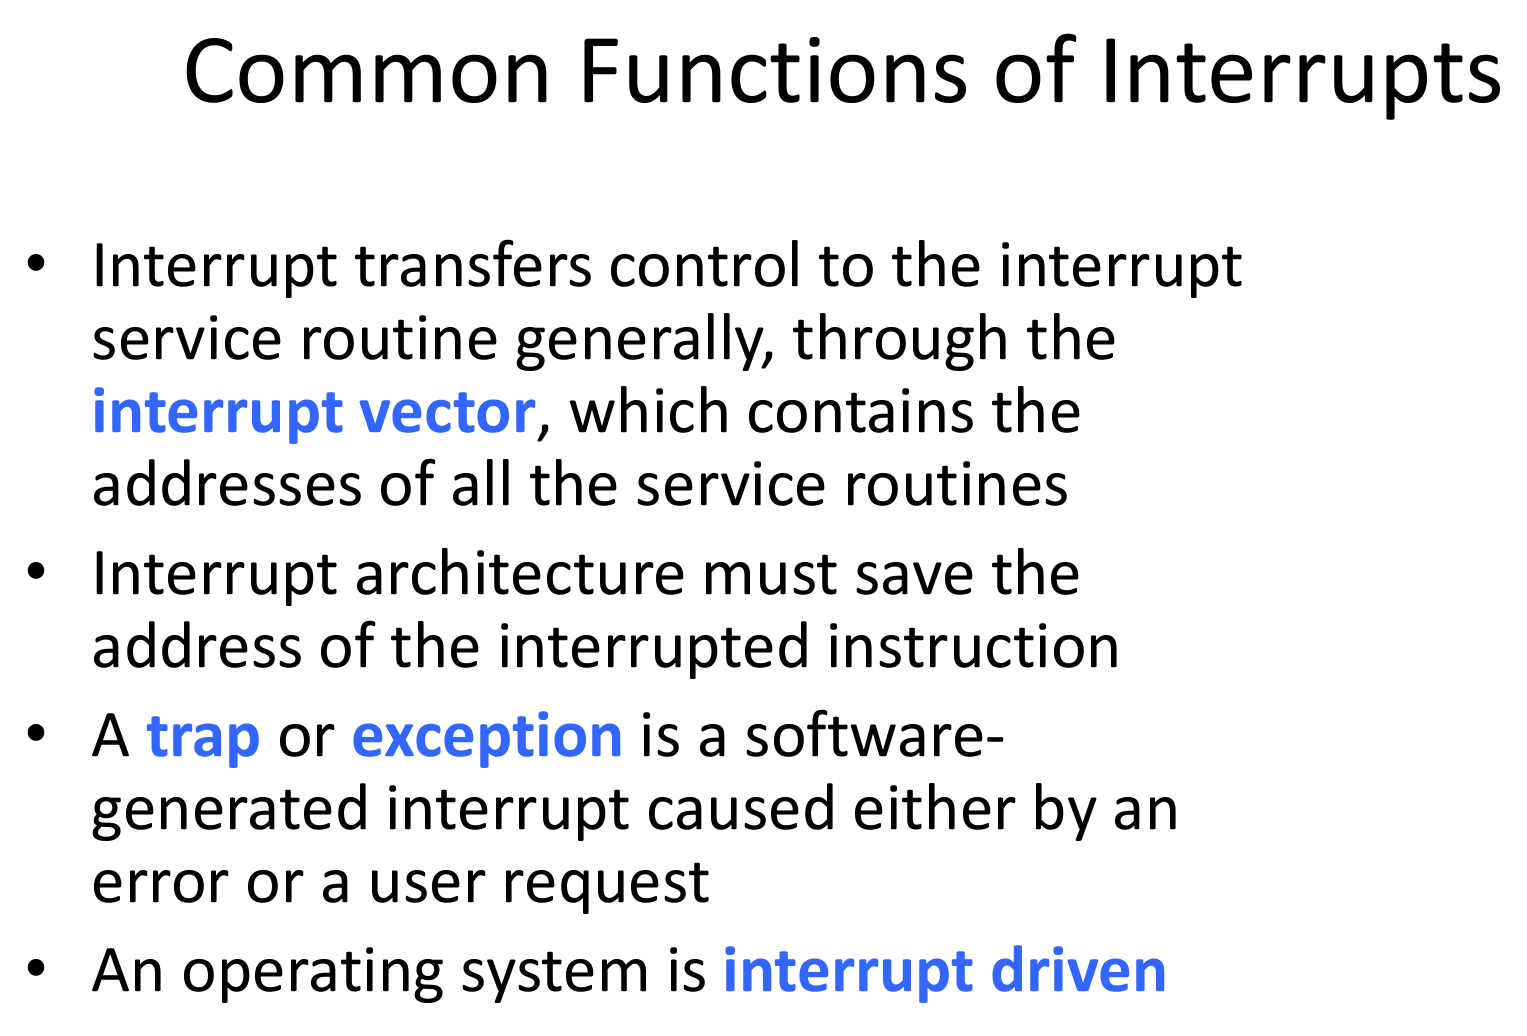 Common Functions of Interrupts
• Interrupt transfers control to the interrupt
service routine generally, through the
interrupt vector, which contains the
addresses of all the service routines
• Interrupt architecture must save the
address of the interrupted instruction
• A trap or exception is a software-
generated interrupt caused either by an
error or a user request
• An operating system is interrupt driven